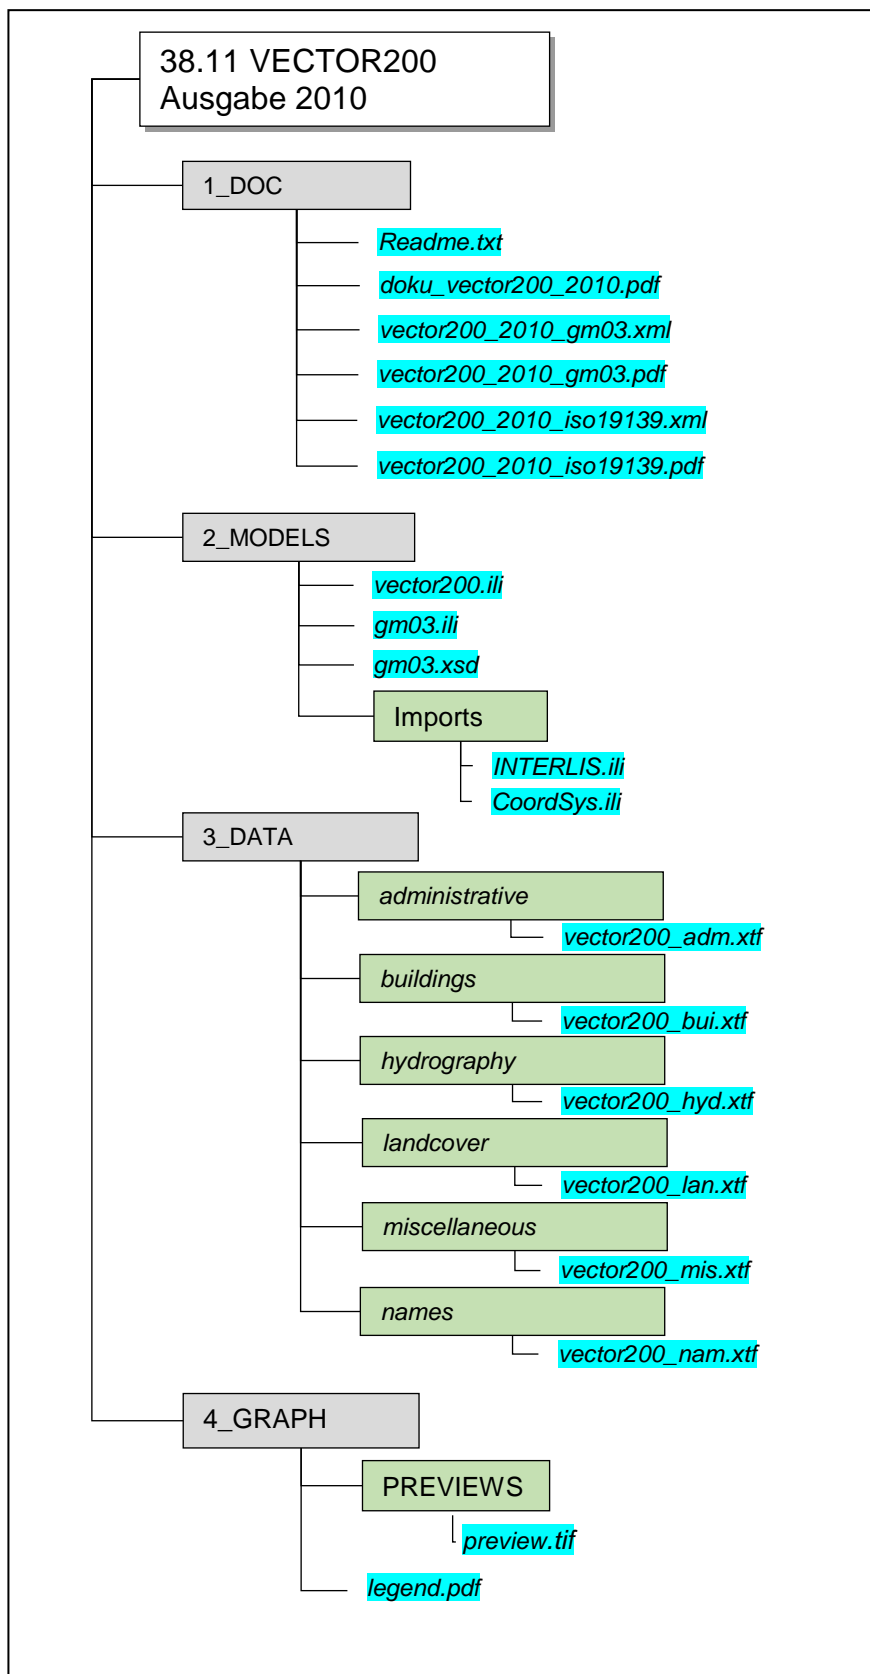 38.11 VECTOR200
Ausgabe 2010
1_DOC
Readme.txt
doku_vector200_2010.pdf
vector200_2010_gm03.xml
vector200_2010_gm03.pdf
vector200_2010_iso19139.xml
vector200_2010_iso19139.pdf
2_MODELS
vector200.ili
gm03.ili
gm03.xsd
Imports
INTERLIS.ili
CoordSys.ili
3_DATA
administrative
vector200_adm.xtf
buildings
vector200_bui.xtf
hydrography
vector200_hyd.xtf
landcover
vector200_lan.xtf
miscellaneous
vector200_mis.xtf
names
vector200_nam.xtf
4_GRAPH
PREVIEWS
preview.tif
legend.pdf